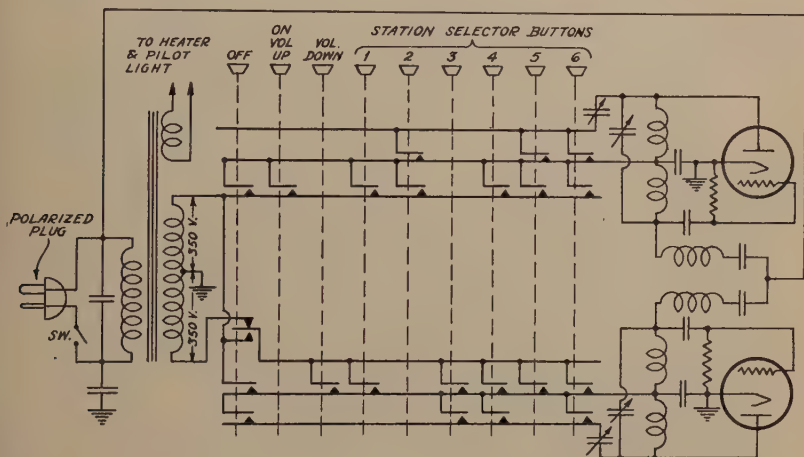 STATION SELECTOR BUTTONS
TO HEATER
& PILOT
LIGHT
OFF
ON
VOL
UP
VOL.
DOWN
1
2
3
4
5
6
POLARIZED
PLUG
SW.
350 V.
350 V.